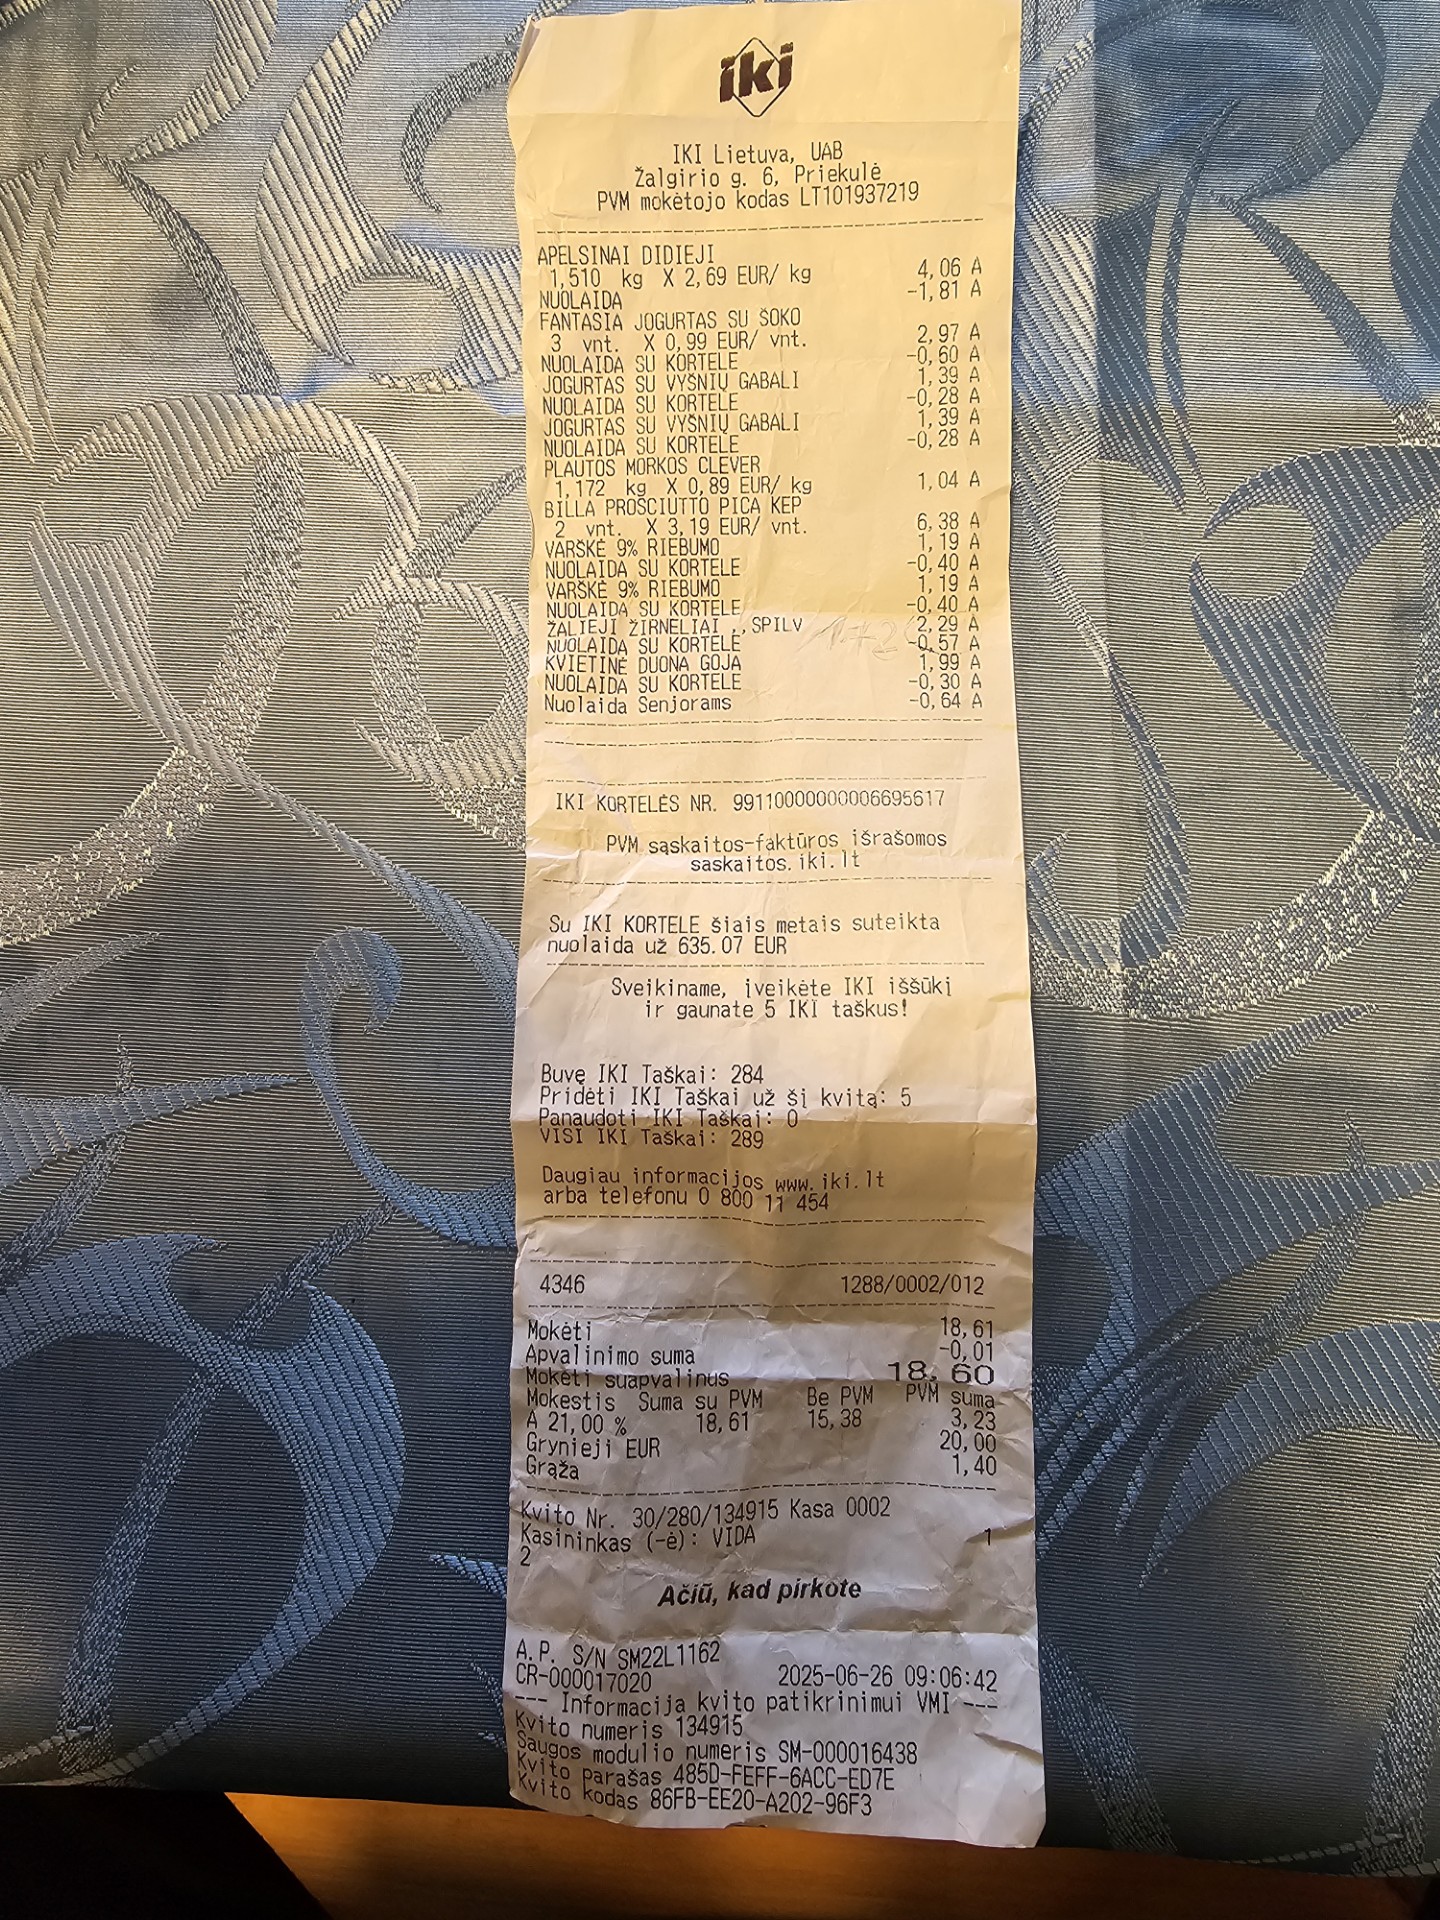 iki
IKI Lietuva, UAB
Žalgirio g. 6, Priekulė
PVM mokėtojo kodas LT101937219
APELSINAI DIDIEJI
1,510 kg X 2,69 EUR/ kg 4,06 A
NUOLAIDA -1,81 A
FANTASIA JOGURTAS SU ŠOKO
3 vnt. X 0,99 EUR/ vnt. 2,97 A
NUOLAIDA SU KORTELE -0,60 A
JOGURTAS SU VYŠNIŲ GABALI 1,39 A
NUOLAIDA SU KORTELE -0,28 A
JOGURTAS SU VYŠNIŲ GABALI 1,39 A
NUOLAIDA SU KORTELE -0,28 A
PLAUTOS MORKOS CLEVER
1,172 kg X 0,89 EUR/ kg 1,04 A
BILLA PROSCIUTTO PICA KEP
2 vnt. X 3,19 EUR/ vnt. 6,38 A
VARŠKĖ 9% RIEBUMO 1,19 A
NUOLAIDA SU KORTELE -0,40 A
VARŠKĖ 9% RIEBUMO 1,19 A
NUOLAIDA SU KORTELE -0,40 A
ŽALIEJI ŽIRNELIAI ,,SPILV 2,29 A
NUOLAIDA SU KORTELE -0,57 A
KVIETINĖ DUONA GOJA 1,99 A
NUOLAIDA SU KORTELE -0,30 A
Nuolaida Senjorams -0,64 A
IKI KORTELĖS NR. 99110000000006695617
PVM sąskaitos-faktūros išrašomos
saskaitos.iki.lt
Su IKI KORTELE šiais metais suteikta
nuolaida už 635.07 EUR
Sveikiname, įveikėte IKI iššūkį
ir gaunate 5 IKI taškus!
Buvę IKI Taškai: 284
Pridėti IKI Taškai už šį kvitą: 5
Panaudoti IKI Taškai: 0
VISI IKI Taškai: 289
Daugiau informacijos www.iki.lt
arba telefonu 0 800 11 454
4346 1288/0002/012
Mokėti 18,61
Apvalinimo suma -0,01
Mokėti suapvalinus 18,60
Mokestis Suma su PVM Be PVM PVM suma
A 21,00 % 18,61 15,38 3,23
Grynieji EUR 20,00
Grąža 1,40
Kvito Nr. 30/280/134915 Kasa 0002
Kasininkas (-ė): VIDA 1
2
Ačiū, kad pirkote
A.P. S/N SM22L1162
CR-000017020 2025-06-26 09:06:42
--- Informacija kvito patikrinimui VMI ---
Kvito numeris 134915
Saugos modulio numeris SM-000016438
Kvito parašas 485D-FEFF-6ACC-ED7E
Kvito kodas 86FB-EE20-A202-96F3